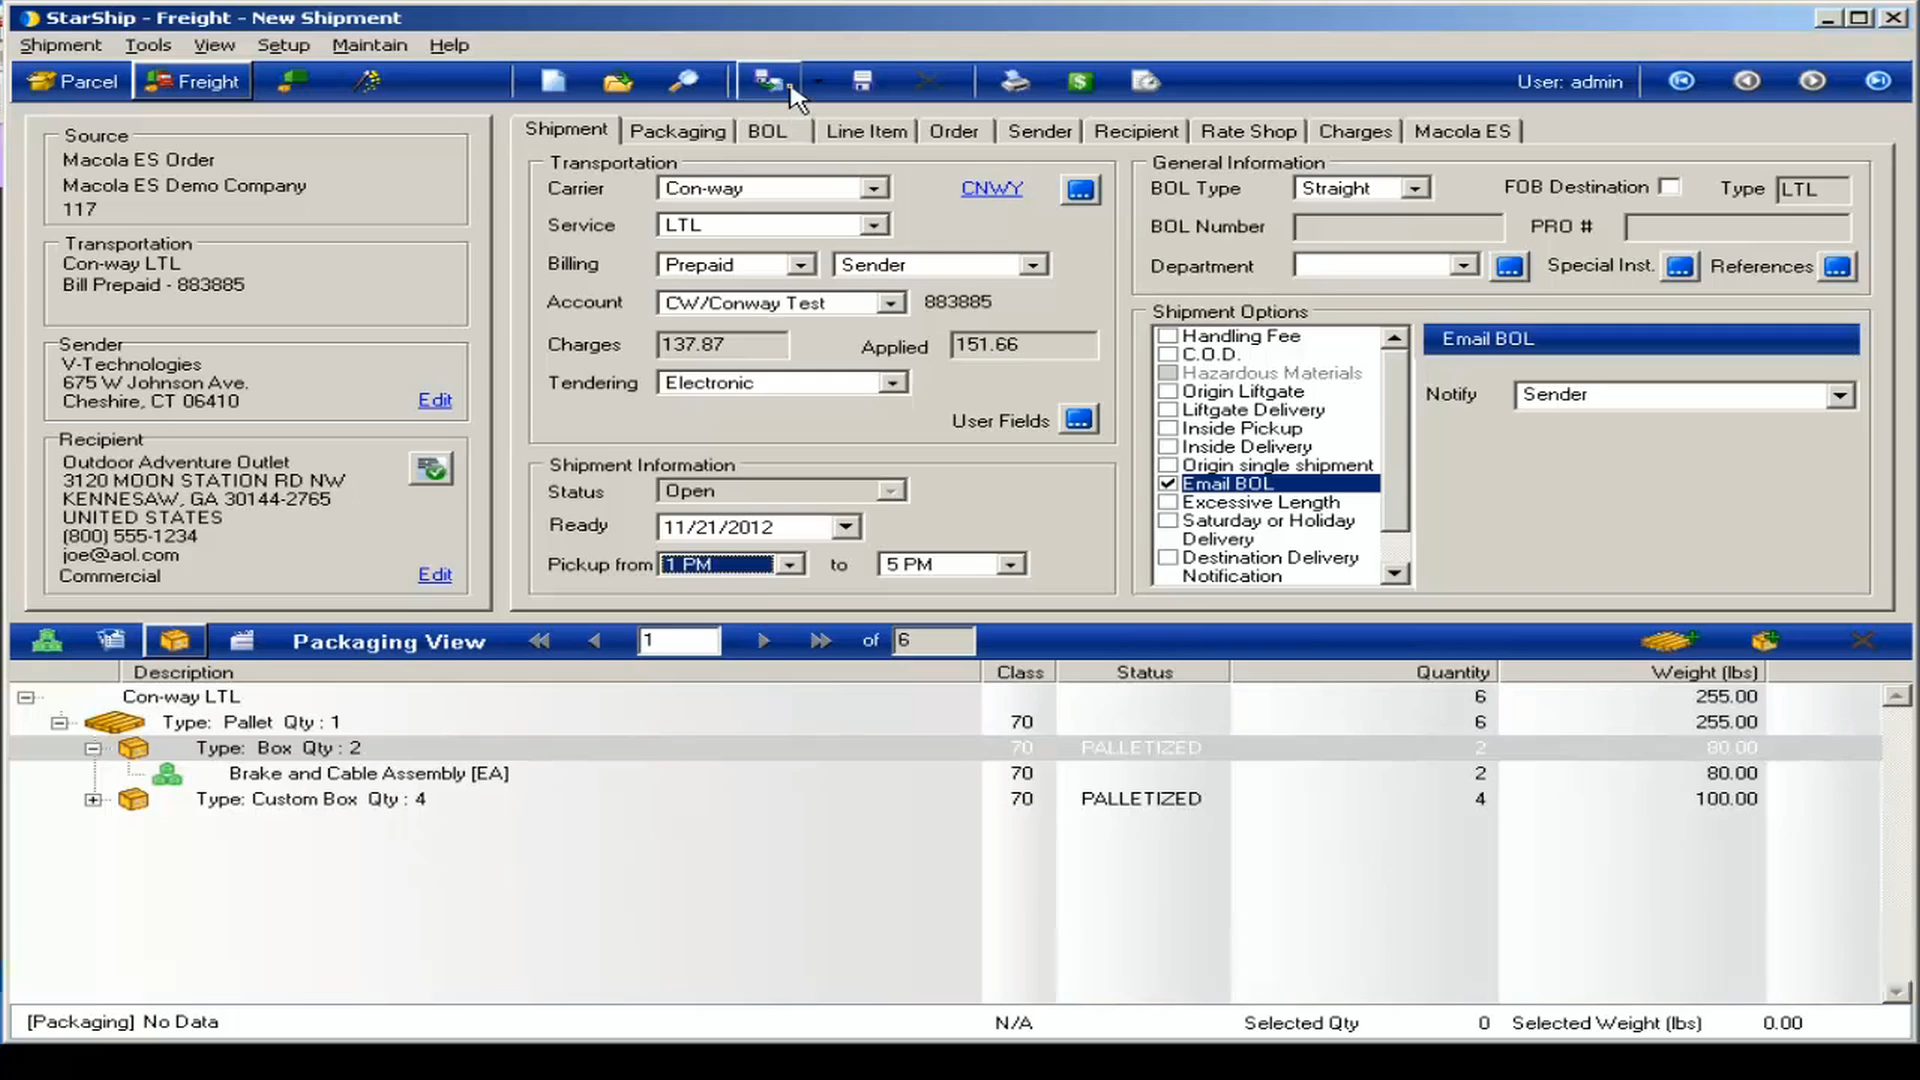 StarShip - Freight - New Shipment
Shipment Tools View Setup Maintain Help
Parcel Freight User: admin
Source
Macola ES Order
Macola ES Demo Company
117
Transportation
Con-way LTL
Bill Prepaid - 883885
Sender
V-Technologies
675 W Johnson Ave.
Cheshire, CT 06410 Edit
Recipient
Outdoor Adventure Outlet
3120 MOON STATION RD NW
KENNESAW, GA 30144-2765
UNITED STATES
(800) 555-1234
joe@aol.com
Commercial Edit
Shipment Packaging BOL Line Item Order Sender Recipient Rate Shop Charges Macola ES
Transportation
Carrier Con-way CNWY
Service LTL
Billing Prepaid Sender
Account CW/Conway Test 883885
Charges 137.87 Applied 151.66
Tendering Electronic
User Fields
Shipment Information
Status Open
Ready 11/21/2012
Pickup from 1 PM to 5 PM
General Information
BOL Type Straight FOB Destination Type LTL
BOL Number PRO #
Department Special Inst. References
Shipment Options
Handling Fee
C.O.D.
Hazardous Materials
Origin Liftgate
Liftgate Delivery
Inside Pickup
Inside Delivery
Origin single shipment
Email BOL
Excessive Length
Saturday or Holiday
Delivery
Destination Delivery
Notification
Email BOL
Notify Sender
Packaging View 1 of 6
Description Class Status Quantity Weight (lbs)
Con-way LTL 6 255.00
Type: Pallet Qty : 1 70 6 255.00
Type: Box Qty : 2 70 PALLETIZED 2 80.00
Brake and Cable Assembly [EA] 70 2 80.00
Type: Custom Box Qty : 4 70 PALLETIZED 4 100.00
[Packaging] No Data N/A Selected Qty 0 Selected Weight (lbs) 0.00